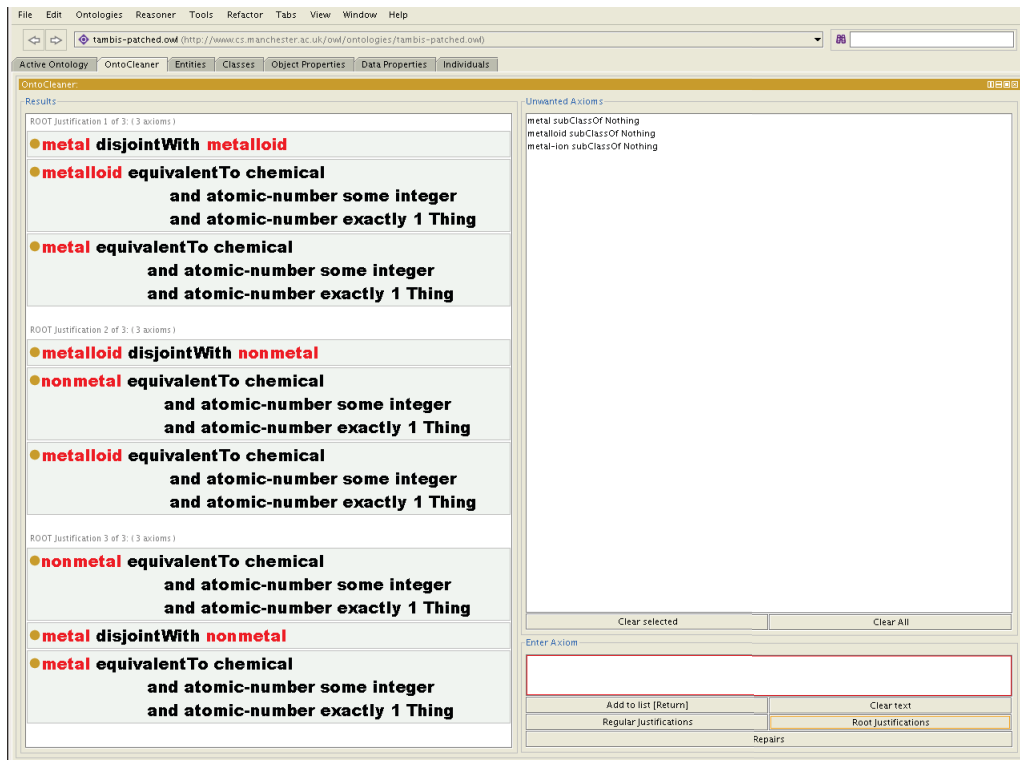 File Edit Ontologies Reasoner Tools Refactor Tabs View Window Help
tambis-patched.owl (http://www.cs.manchester.ac.uk/owl/ontologies/tambis-patched.owl)
Active Ontology OntoCleaner Entities Classes Object Properties Data Properties Individuals
OntoCleaner:
Results
ROOT Justification 1 of 3: (3 axioms)
metal disjointWith metalloid
metalloid equivalentTo chemical
and atomic-number some integer
and atomic-number exactly 1 Thing
metal equivalentTo chemical
and atomic-number some integer
and atomic-number exactly 1 Thing
ROOT Justification 2 of 3: (3 axioms)
metalloid disjointWith nonmetal
nonmetal equivalentTo chemical
and atomic-number some integer
and atomic-number exactly 1 Thing
metalloid equivalentTo chemical
and atomic-number some integer
and atomic-number exactly 1 Thing
ROOT Justification 3 of 3: (3 axioms)
nonmetal equivalentTo chemical
and atomic-number some integer
and atomic-number exactly 1 Thing
metal disjointWith nonmetal
metal equivalentTo chemical
and atomic-number some integer
and atomic-number exactly 1 Thing
Unwanted Axioms
metal subClassOf Nothing
metalloid subClassOf Nothing
metal-ion subClassOf Nothing
Clear selected Clear All
Enter Axiom
Add to list [Return] Clear text
Regular Justifications Root Justifications
Repairs